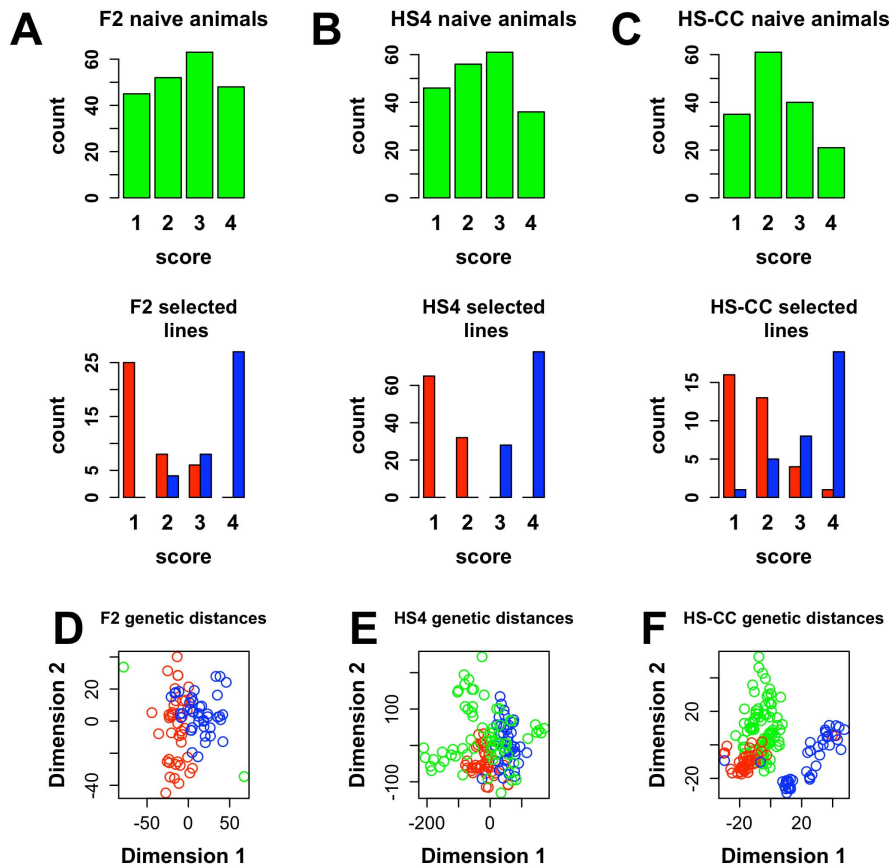 A
F2 naive animals
count
0
20
40
60
1 2 3 4
score
B
HS4 naive animals
count
0
20
40
60
1 2 3 4
score
C
HS-CC naive animals
count
0
20
40
60
1 2 3 4
score
F2 selected
lines
count
0
5
15
25
1 2 3 4
score
HS4 selected
lines
count
0
20
40
60
1 2 3 4
score
HS-CC selected
lines
count
0
5
10
15
1 2 3 4
score
D
F2 genetic distances
Dimension 2
-40
0
20
-50 0 50
Dimension 1
E
HS4 genetic distances
Dimension 2
-100
100
-200 0
Dimension 1
F
HS-CC genetic distances
Dimension 2
-20
20
-20 20
Dimension 1